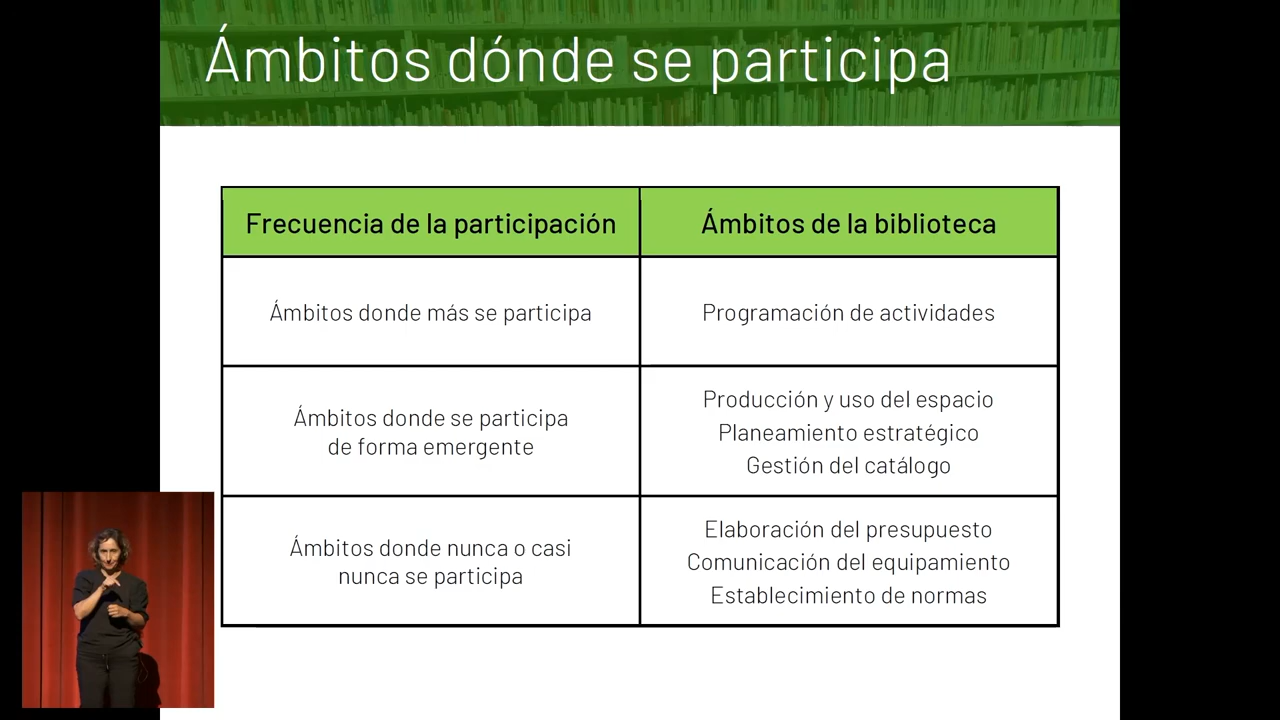 Ámbitos dónde se participa
Frecuencia de la participación
Ámbitos de la biblioteca
Ámbitos donde más se participa
Programación de actividades
Ámbitos donde se participa
de forma emergente
Producción y uso del espacio
Planeamiento estratégico
Gestión del catálogo
Ámbitos donde nunca o casi
nunca se participa
Elaboración del presupuesto
Comunicación del equipamiento
Establecimiento de normas